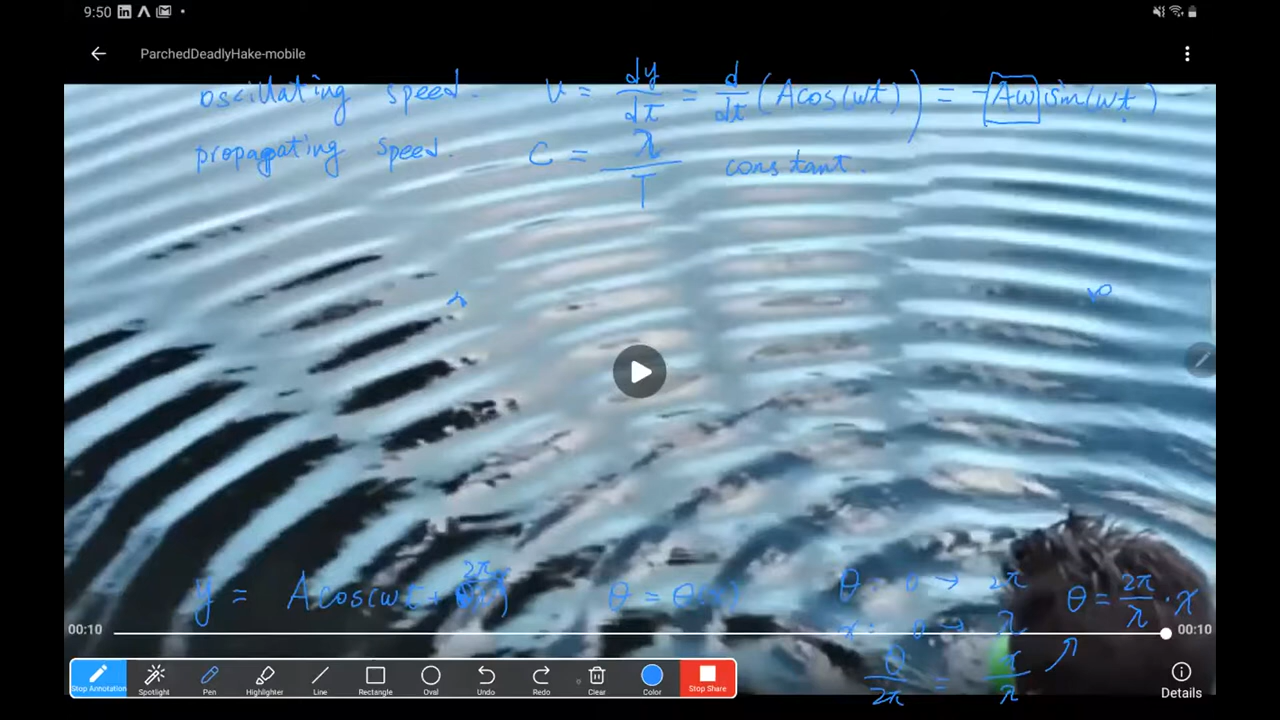 9:50
ParchedDeadlyHake-mobile
oscillating speed. v = dy/dt = d/dt (Acos(ωt)) = -Aω sin(ωt)
propagating speed. C = λ/T constant.
y = Acos(ωt + 2π/λ x) θ = θ(x) θ: 0 → 2π θ = 2π/λ · x
x: 0 → λ
θ/2π = x/λ
00:10 00:10
Stop Annotation Spotlight Pen Highlighter Line Rectangle Oval Undo Redo Clear Color Stop Share Details